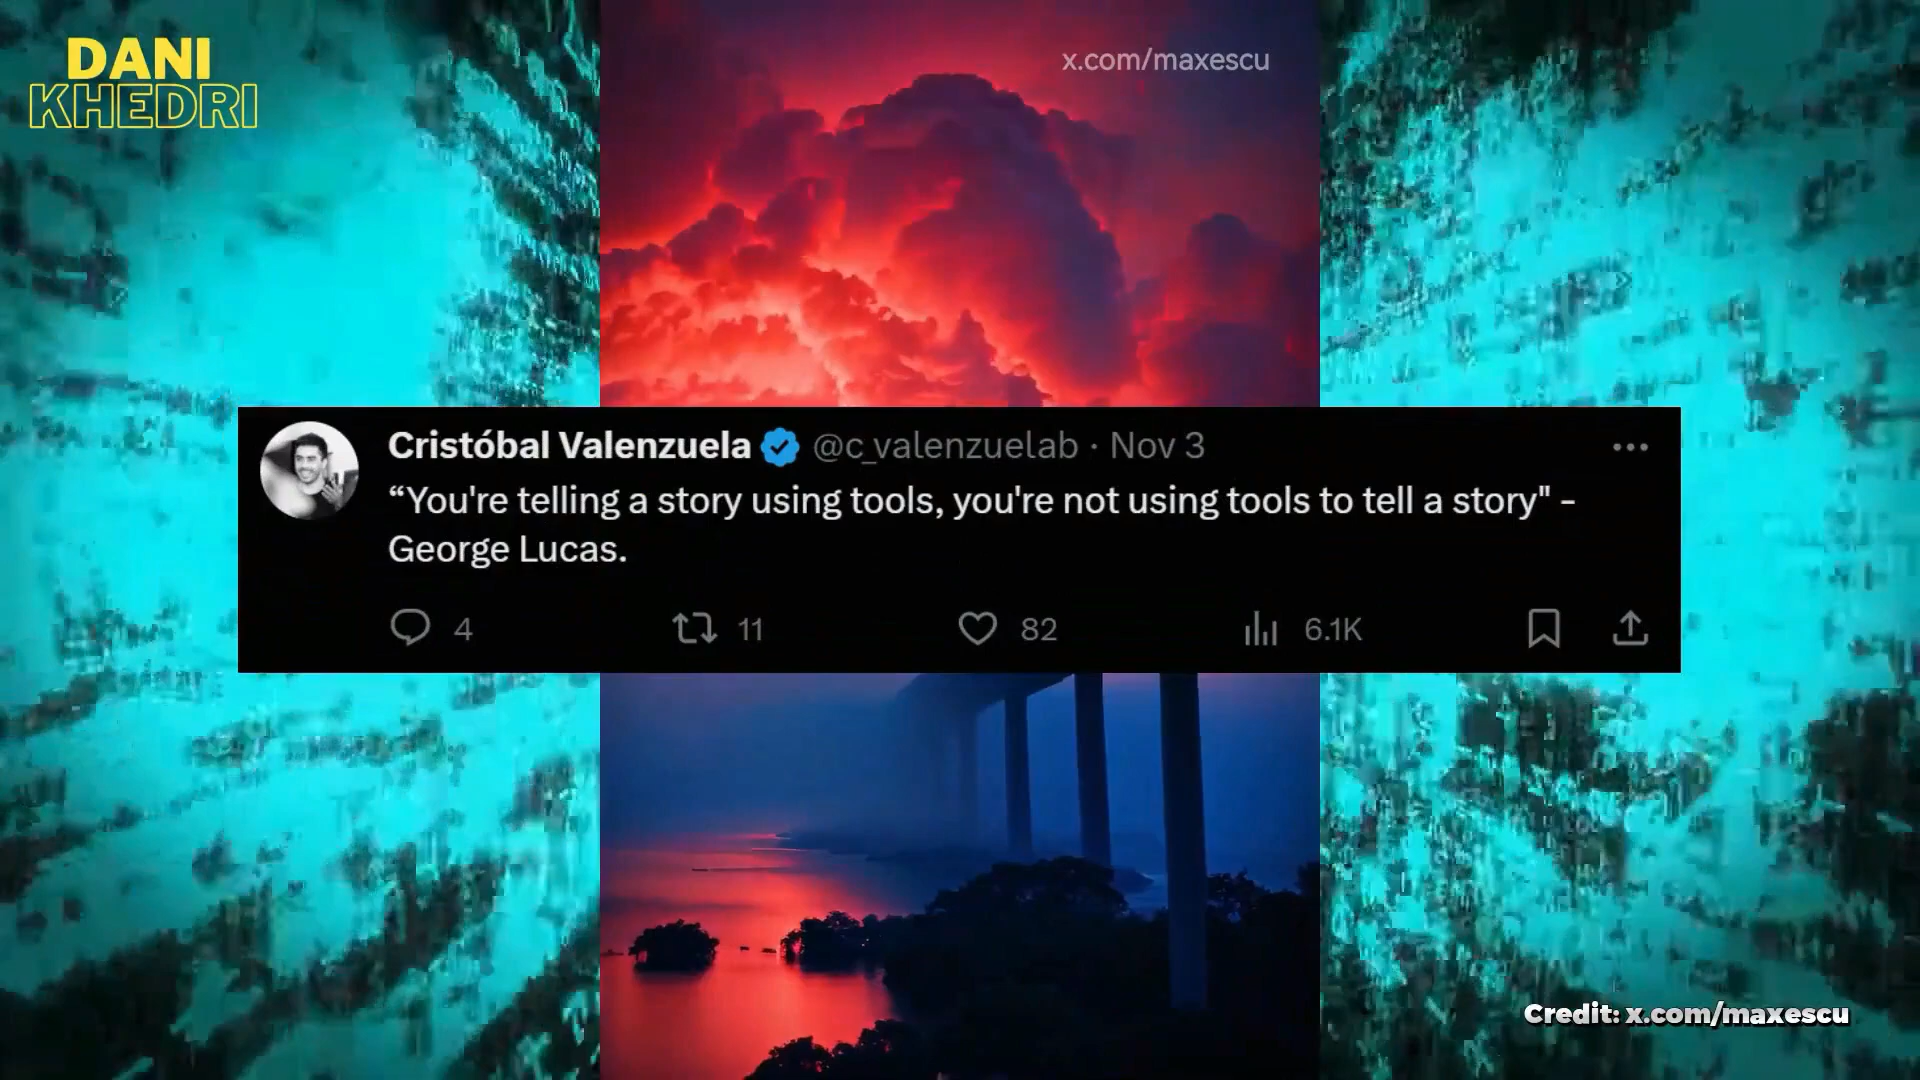 DANI
KHEDRI
x.com/maxescu
Cristóbal Valenzuela @c_valenzuelab · Nov 3
“You're telling a story using tools, you're not using tools to tell a story" -
George Lucas.
4 11 82 6.1K
Credit: x.com/maxescu